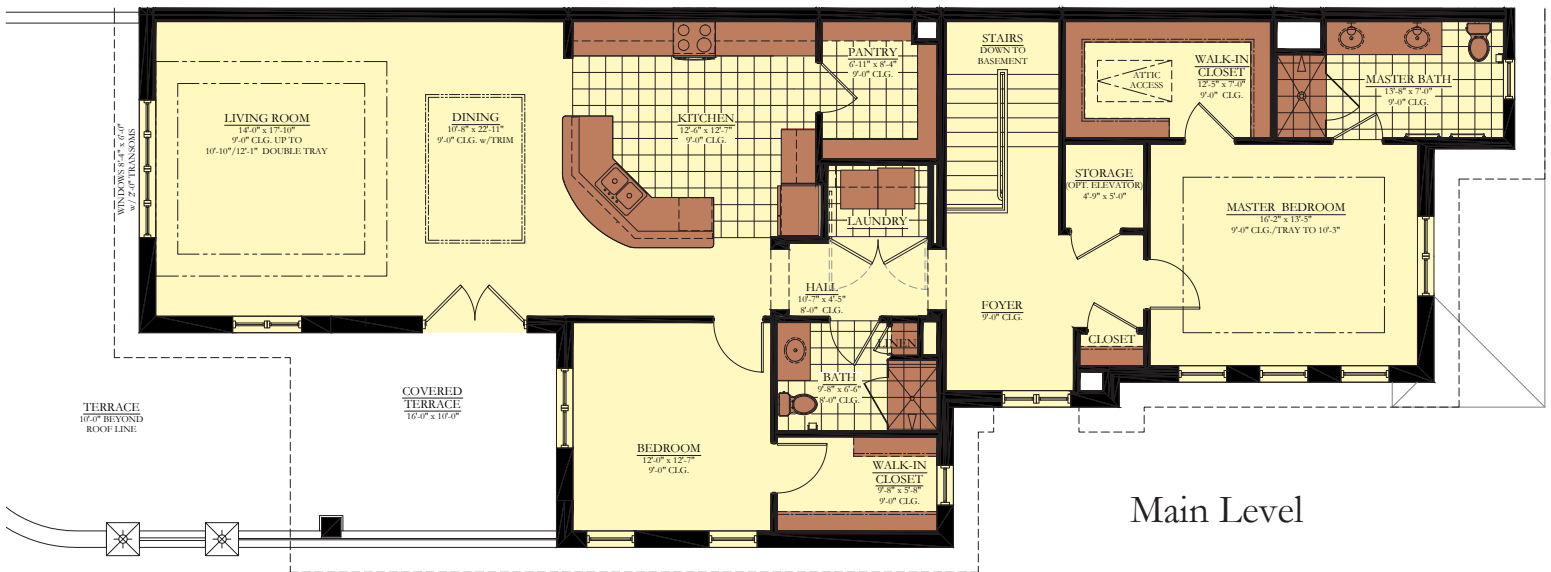 WINDOWS 8'-4" x 6'-0"
w/ 2'-0" TRANSOMS
LIVING ROOM
14'-0" x 17'-10"
9'-0" CLG. UP TO
10'-10"/12'-1" DOUBLE TRAY
DINING
10'-8" x 22'-11"
9'-0" CLG. w/TRIM
KITCHEN
12'-6" x 12'-7"
9'-0" CLG.
PANTRY
6'-11" x 8'-4"
9'-0" CLG.
STAIRS
DOWN TO
BASEMENT
ATTIC
ACCESS
WALK-IN
CLOSET
12'-5" x 7'-0"
9'-0" CLG.
MASTER BATH
13'-8" x 7'-0"
9'-0" CLG.
STORAGE
(OPT. ELEVATOR)
4'-9" x 5'-0"
MASTER BEDROOM
16'-2" x 13'-5"
9'-0" CLG./TRAY TO 10'-3"
LAUNDRY
HALL
10'-7" x 4'-5"
8'-0" CLG.
FOYER
9'-0" CLG.
CLOSET
LINEN
BATH
9'-8" x 6'-6"
8'-0" CLG.
TERRACE
10'-0" BEYOND
ROOF LINE
COVERED
TERRACE
16'-0" x 10'-0"
BEDROOM
12'-0" x 12'-7"
9'-0" CLG.
WALK-IN
CLOSET
9'-8" x 5'-8"
9'-0" CLG.
Main Level